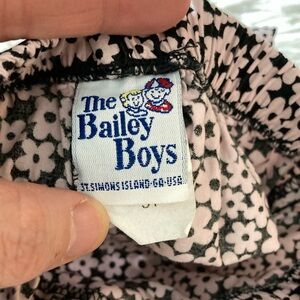 The
Bailey
Boys
ST.SIMONS ISLAND·GA·USA